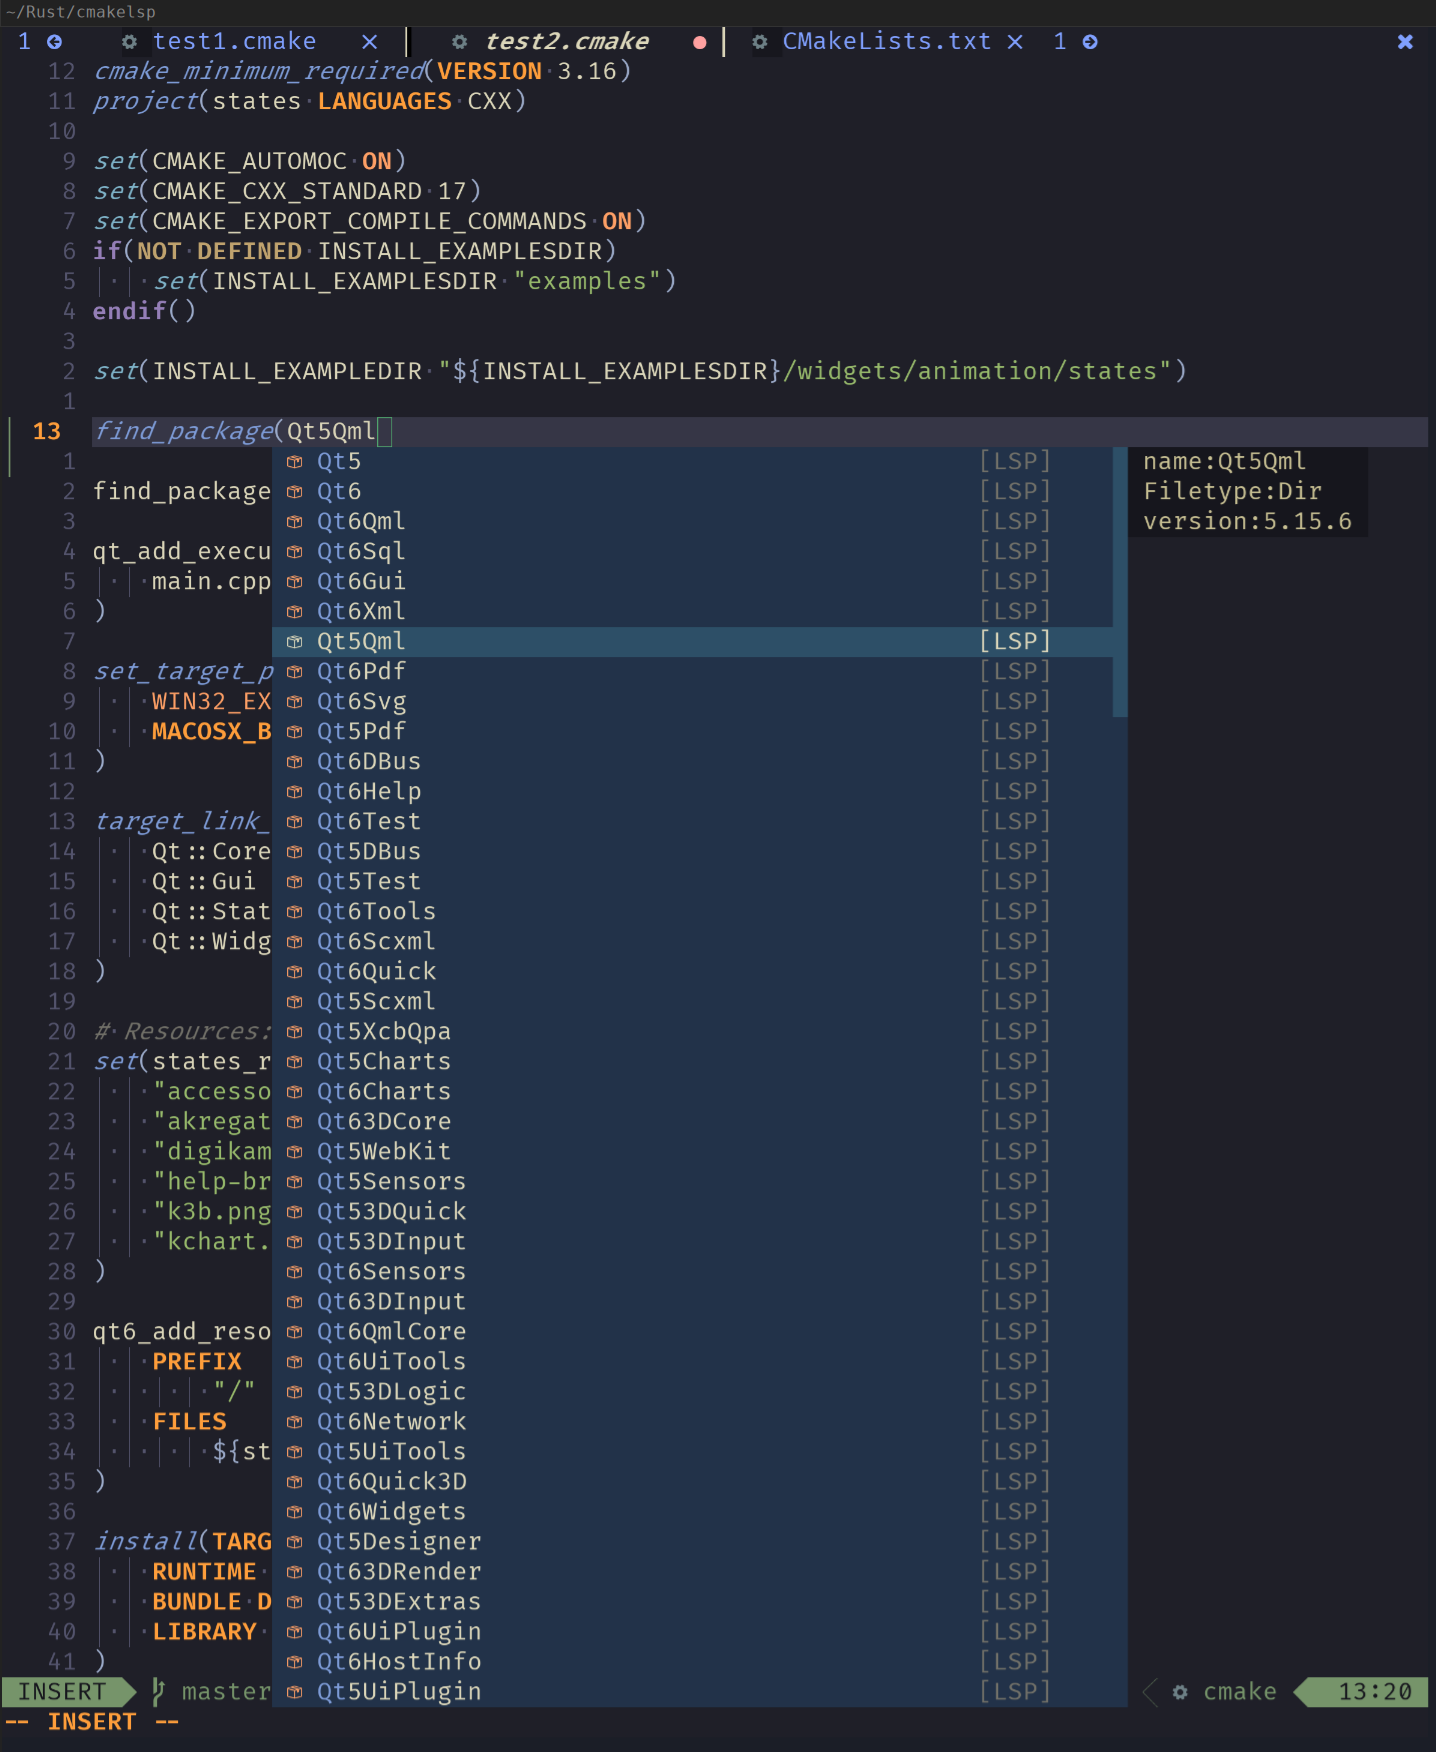 ~/Rust/cmakelsp
1 test1.cmake × test2.cmake ● CMakeLists.txt × 1
12 cmake_minimum_required(VERSION 3.16)
11 project(states LANGUAGES CXX)
10
9 set(CMAKE_AUTOMOC ON)
8 set(CMAKE_CXX_STANDARD 17)
7 set(CMAKE_EXPORT_COMPILE_COMMANDS ON)
6 if(NOT DEFINED INSTALL_EXAMPLESDIR)
5 set(INSTALL_EXAMPLESDIR "examples")
4 endif()
3
2 set(INSTALL_EXAMPLEDIR "${INSTALL_EXAMPLESDIR}/widgets/animation/states")
1
13 find_package(Qt5Qml
1 Qt5 [LSP] name:Qt5Qml
2 find_package Qt6 [LSP] Filetype:Dir
3 Qt6Qml [LSP] version:5.15.6
4 qt_add_execu Qt6Sql [LSP]
5 main.cpp Qt6Gui [LSP]
6 ) Qt6Xml [LSP]
7 Qt5Qml [LSP]
8 set_target_p Qt6Pdf [LSP]
9 WIN32_EX Qt6Svg [LSP]
10 MACOSX_B Qt5Pdf [LSP]
11 ) Qt6DBus [LSP]
12 Qt6Help [LSP]
13 target_link_ Qt6Test [LSP]
14 Qt::Core Qt5DBus [LSP]
15 Qt::Gui Qt5Test [LSP]
16 Qt::Stat Qt6Tools [LSP]
17 Qt::Widg Qt6Scxml [LSP]
18 ) Qt6Quick [LSP]
19 Qt5Scxml [LSP]
20 # Resources: Qt5XcbQpa [LSP]
21 set(states_r Qt5Charts [LSP]
22 "accesso Qt6Charts [LSP]
23 "akregat Qt63DCore [LSP]
24 "digikam Qt5WebKit [LSP]
25 "help-br Qt5Sensors [LSP]
26 "k3b.png Qt53DQuick [LSP]
27 "kchart. Qt53DInput [LSP]
28 ) Qt6Sensors [LSP]
29 Qt63DInput [LSP]
30 qt6_add_reso Qt6QmlCore [LSP]
31 PREFIX Qt6UiTools [LSP]
32 "/" Qt53DLogic [LSP]
33 FILES Qt6Network [LSP]
34 ${st Qt5UiTools [LSP]
35 ) Qt6Quick3D [LSP]
36 Qt6Widgets [LSP]
37 install(TARG Qt5Designer [LSP]
38 RUNTIME Qt63DRender [LSP]
39 BUNDLE D Qt53DExtras [LSP]
40 LIBRARY Qt6UiPlugin [LSP]
41 ) Qt6HostInfo [LSP]
INSERT master Qt5UiPlugin [LSP] cmake 13:20
-- INSERT --